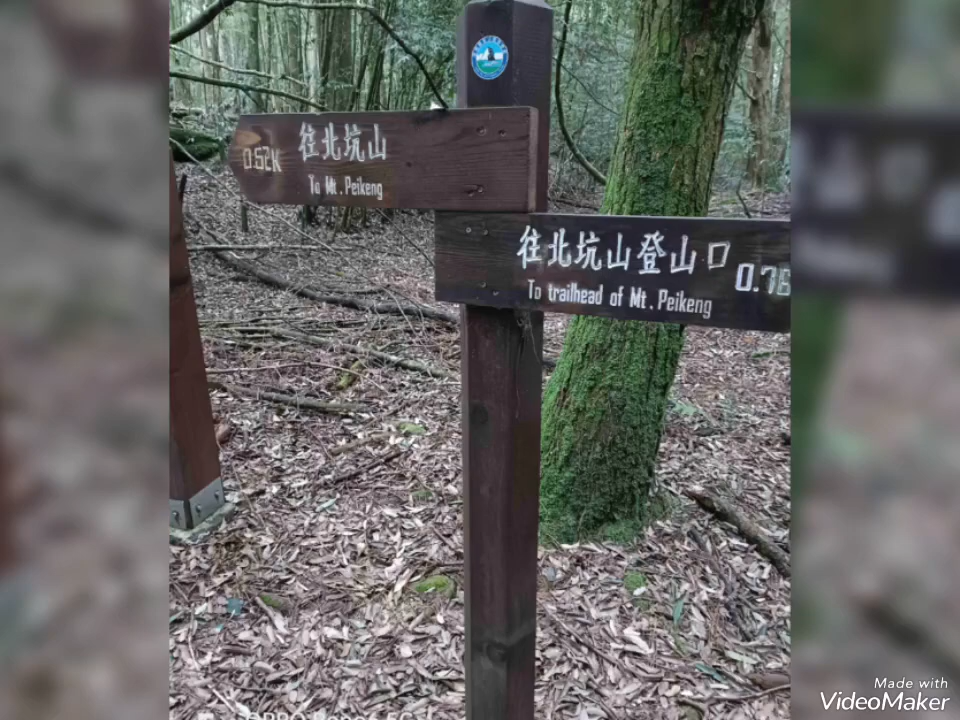 0.52K
往北坑山
To Mt. Peikeng
往北坑山登山口
To trailhead of Mt. Peikeng
Made with
VideoMaker